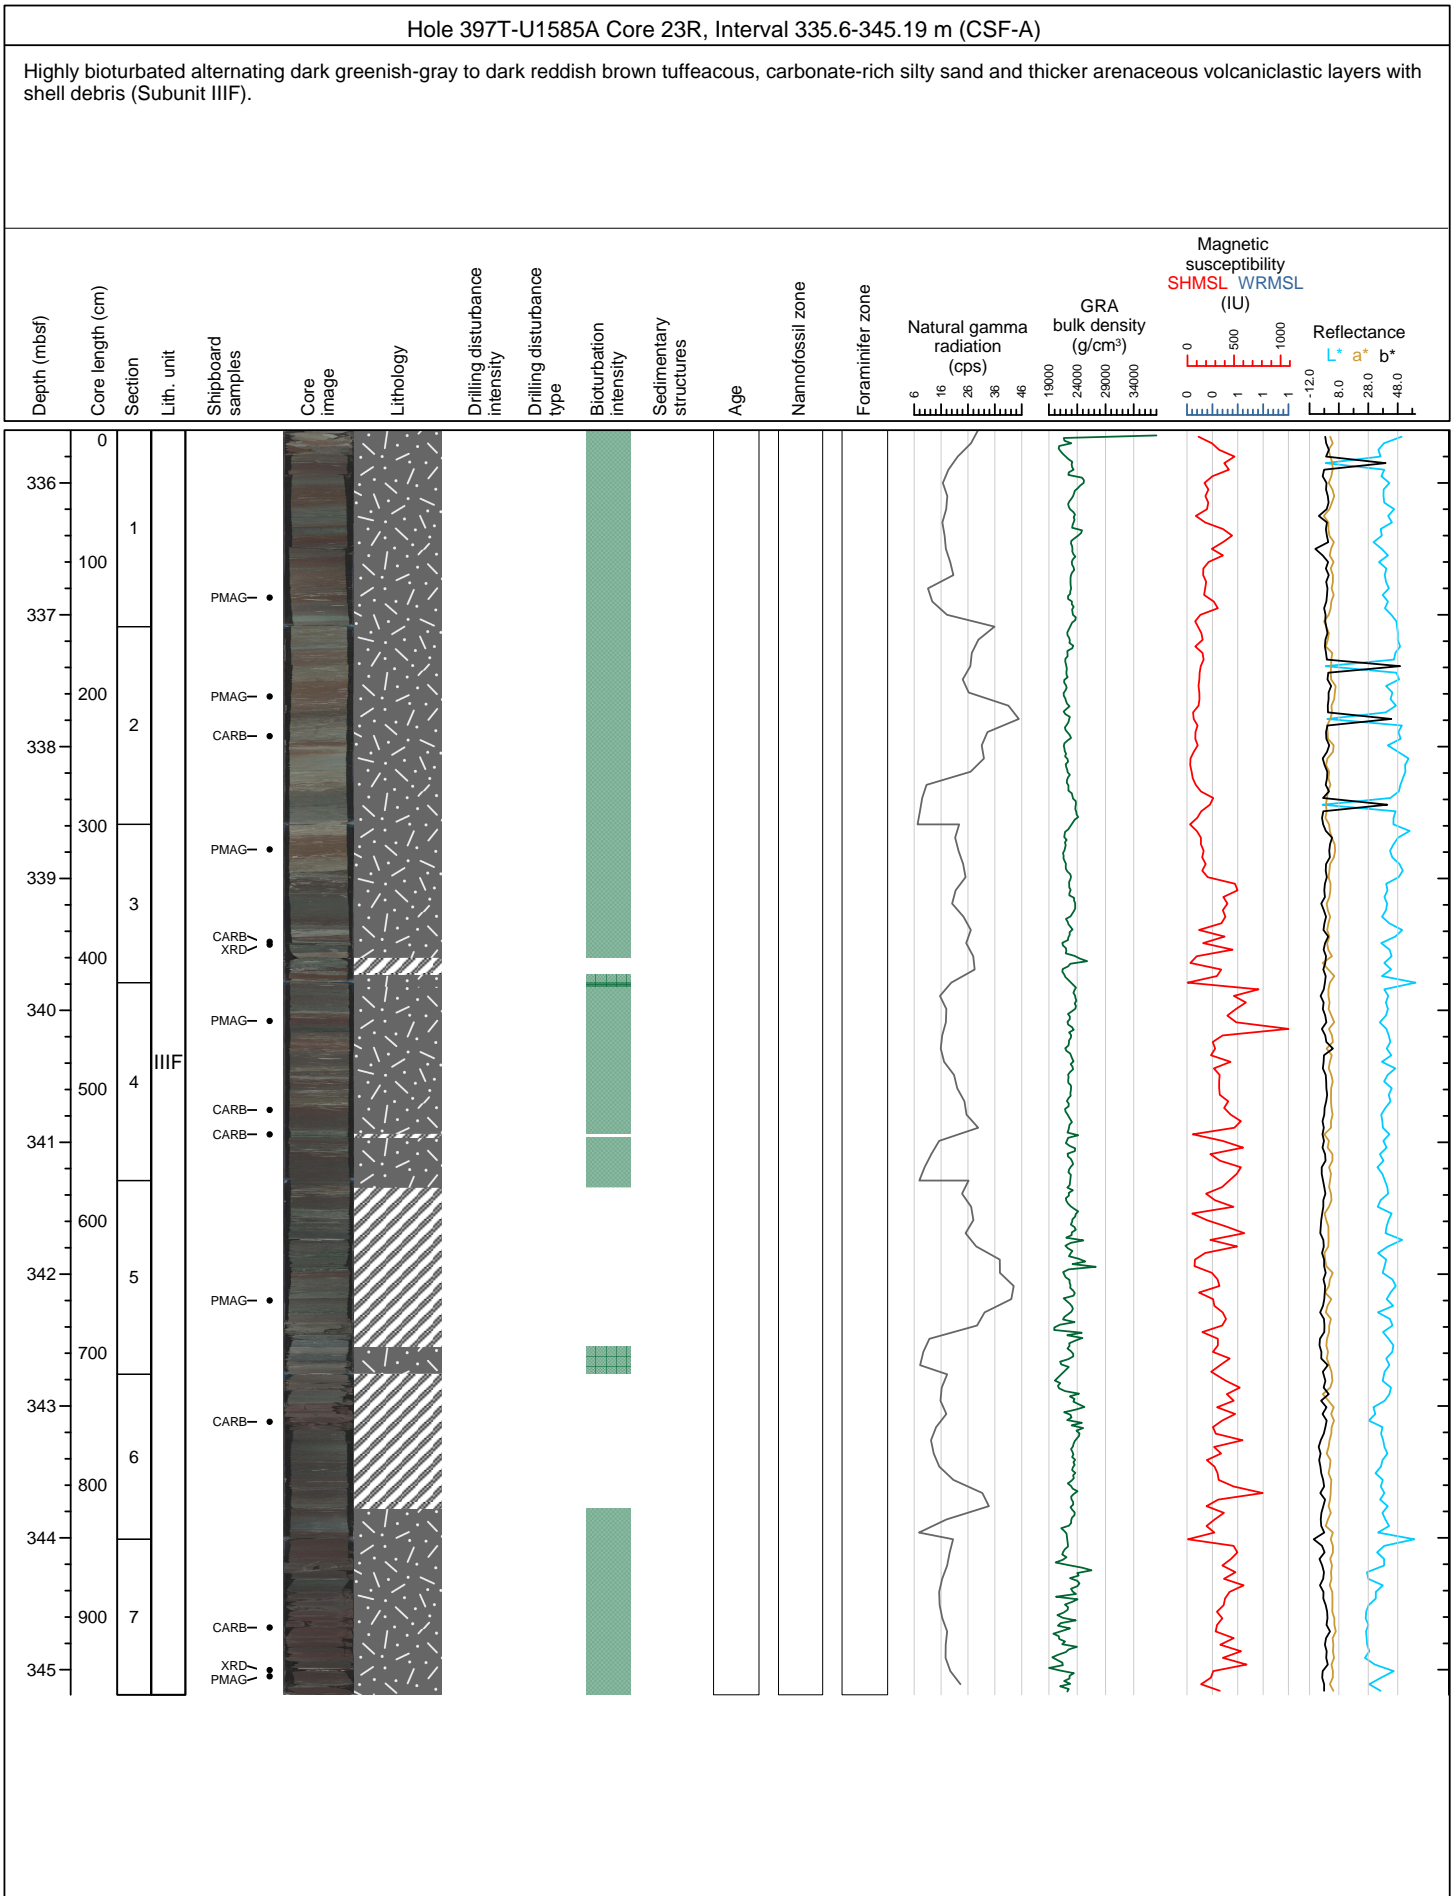 Hole 397T-U1585A Core 23R, Interval 335.6-345.19 m (CSF-A)
Highly bioturbated alternating dark greenish-gray to dark reddish brown tuffeacous, carbonate-rich silty sand and thicker arenaceous volcaniclastic layers with
shell debris (Subunit IIIF).
Depth (mbsf)
Core length (cm)
Section
Lith. unit
Shipboard
samples
Core
image
Lithology
Drilling disturbance
intensity
Drilling disturbance
type
Bioturbation
intensity
Sedimentary
structures
Age
Nannofossil zone
Foraminifer zone
Natural gamma
radiation
(cps)
6 16 26 36 46
GRA
bulk density
(g/cm³)
19000 24000 29000 34000
Magnetic
susceptibility
SHMSL WRMSL
(IU)
0 500 1000
0 0 1 1 1
Reflectance
L* a* b*
-12.0 8.0 28.0 48.0
0
336
1
100
PMAG
337
200
PMAG
2
CARB
338
300
PMAG
339
3
CARB
XRD
400
340
PMAG
IIIF
4
500
CARB
CARB
341
600
5
342
PMAG
700
343
CARB
6
800
344
900
7
CARB
XRD
345
PMAG